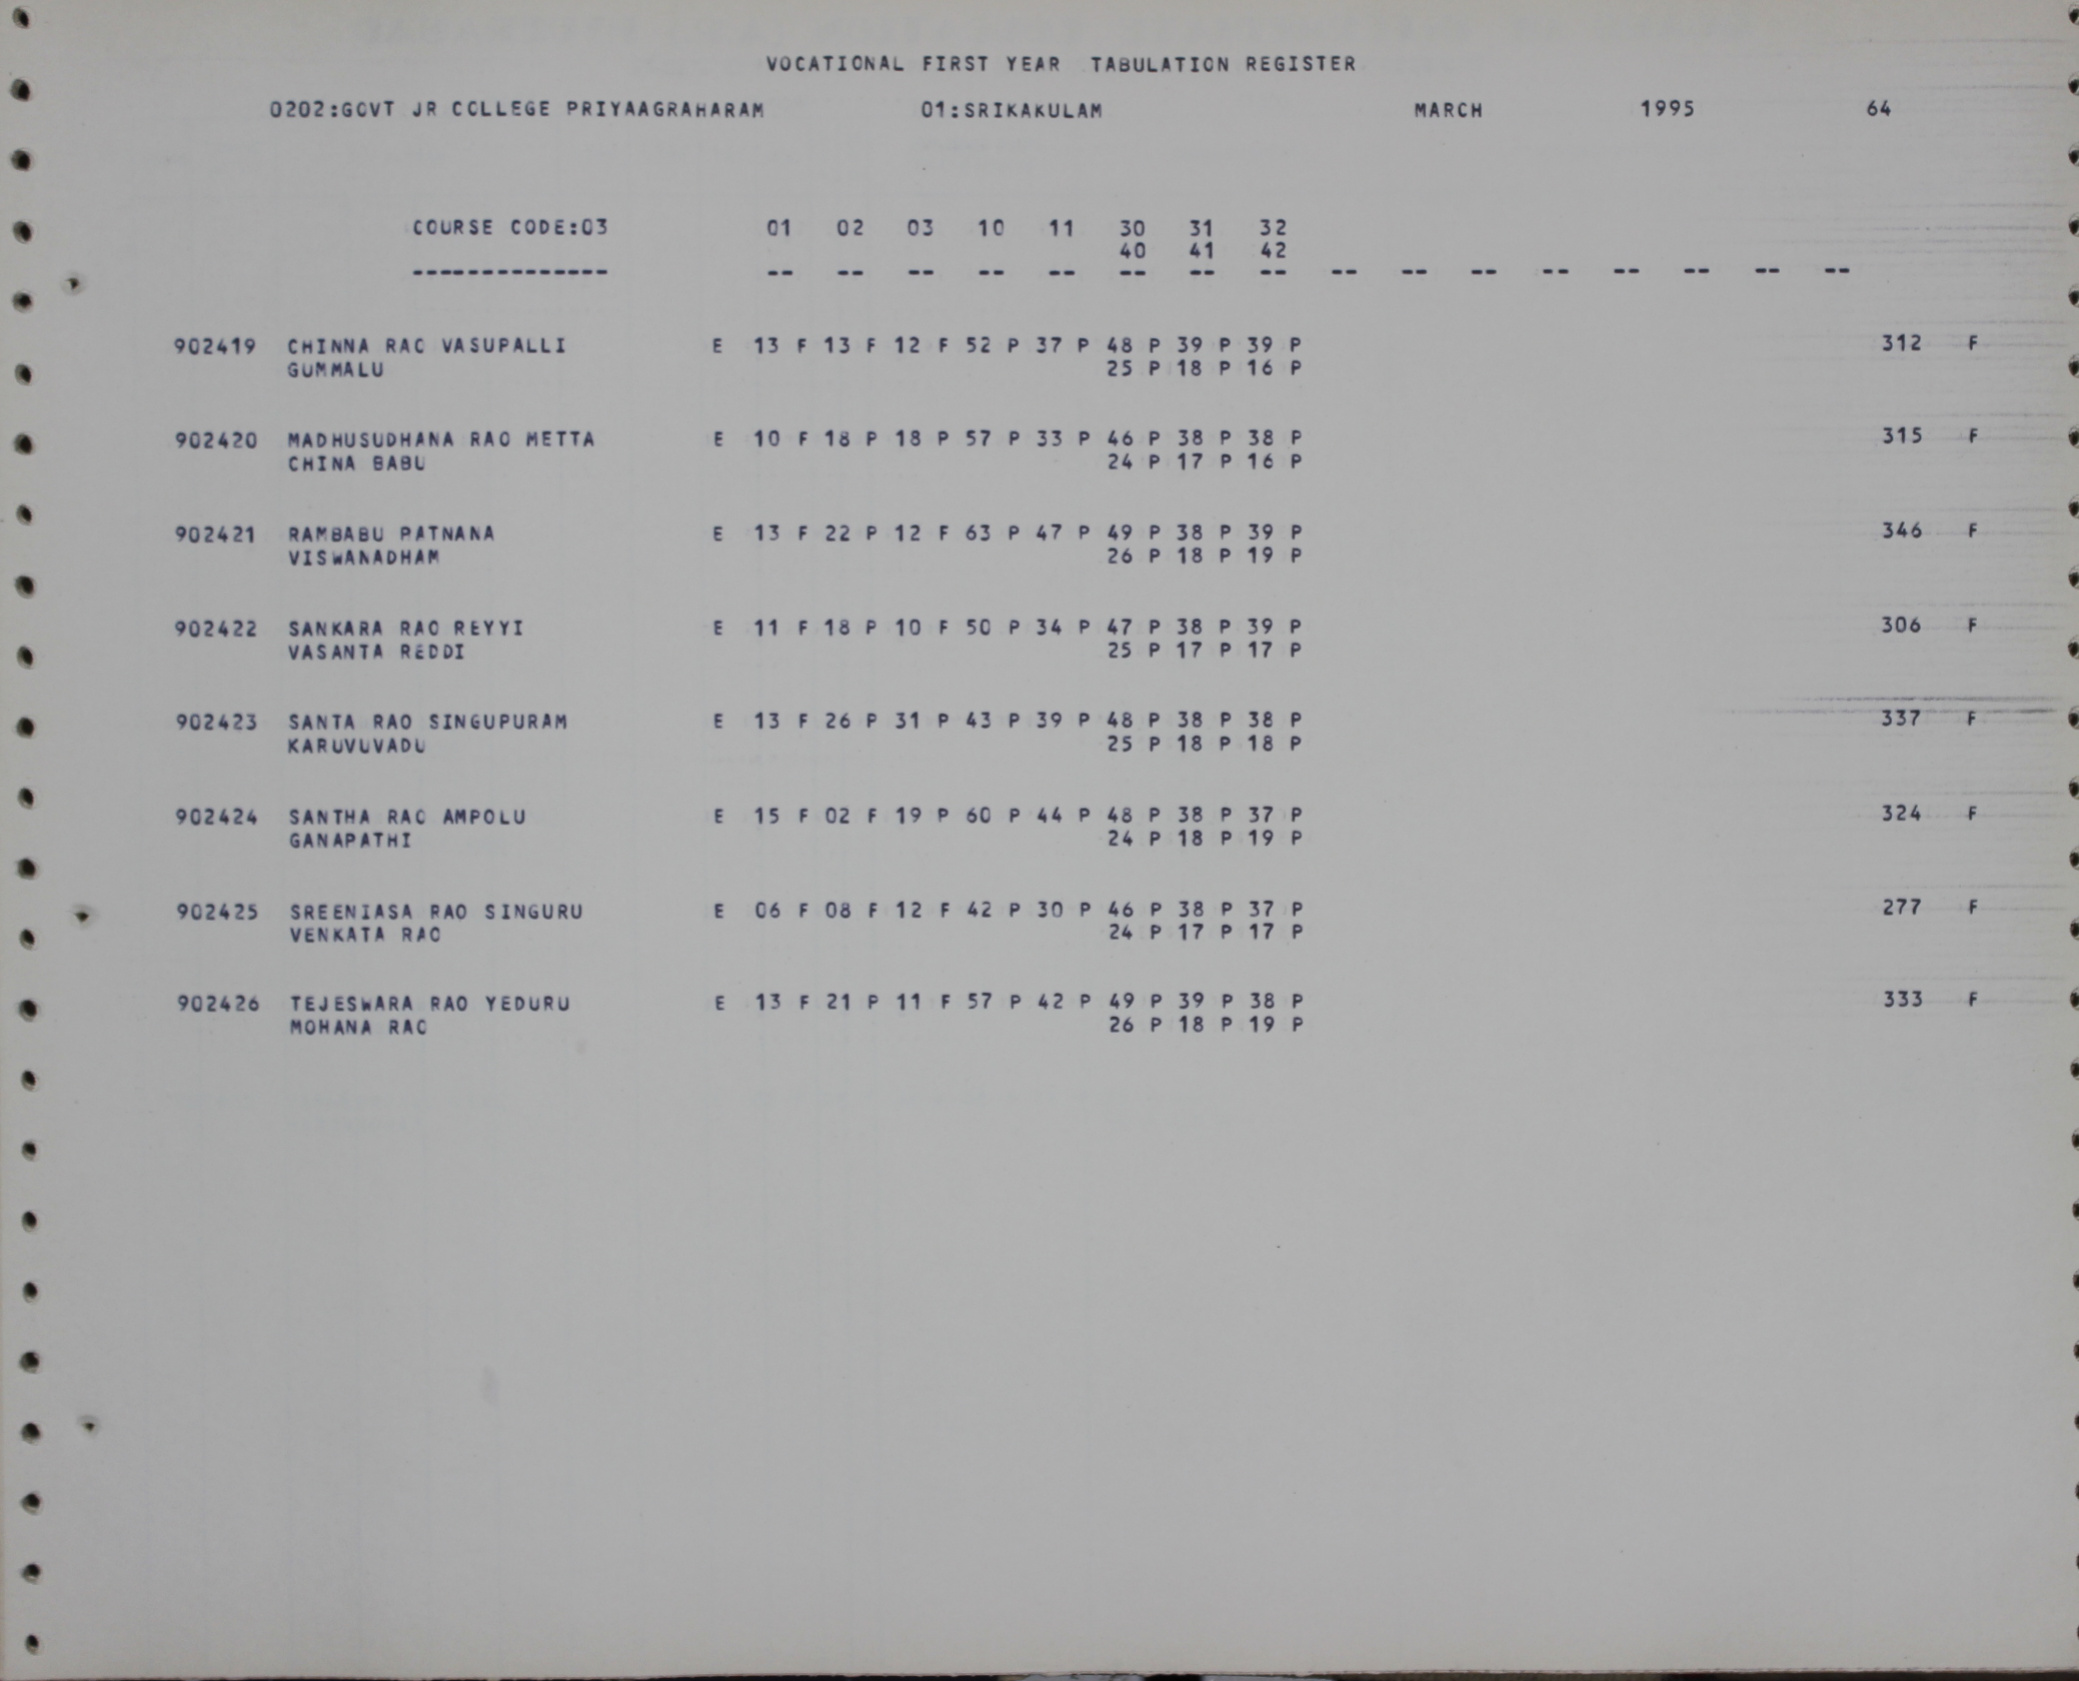 VOCATIONAL FIRST YEAR TABULATION REGISTER
0202:GOVT JR COLLEGE PRIYAAGRAHARAM 01:SRIKAKULAM MARCH 1995 64
COURSE CODE:03 01 02 03 10 11 30 31 32
40 41 42
-------------- -- -- -- -- -- -- -- -- -- -- -- -- -- -- -- --
902419 CHINNA RAO VASUPALLI E 13 F 13 F 12 F 52 P 37 P 48 P 39 P 39 P 312 F
GUMMALU 25 P 18 P 16 P
902420 MADHUSUDHANA RAO METTA E 10 F 18 P 18 P 57 P 33 P 46 P 38 P 38 P 315 F
CHINA BABU 24 P 17 P 16 P
902421 RAMBABU PATNANA E 13 F 22 P 12 F 63 P 47 P 49 P 38 P 39 P 346 F
VISWANADHAM 26 P 18 P 19 P
902422 SANKARA RAO REYYI E 11 F 18 P 10 F 50 P 34 P 47 P 38 P 39 P 306 F
VASANTA REDDI 25 P 17 P 17 P
902423 SANTA RAO SINGUPURAM E 13 F 26 P 31 P 43 P 39 P 48 P 38 P 38 P 337 F
KARUVUVADU 25 P 18 P 18 P
902424 SANTHA RAO AMPOLU E 15 F 02 F 19 P 60 P 44 P 48 P 38 P 37 P 324 F
GANAPATHI 24 P 18 P 19 P
902425 SREENIASA RAO SINGURU E 06 F 08 F 12 F 42 P 30 P 46 P 38 P 37 P 277 F
VENKATA RAO 24 P 17 P 17 P
902426 TEJESWARA RAO YEDURU E 13 F 21 P 11 F 57 P 42 P 49 P 39 P 38 P 333 F
MOHANA RAO 26 P 18 P 19 P